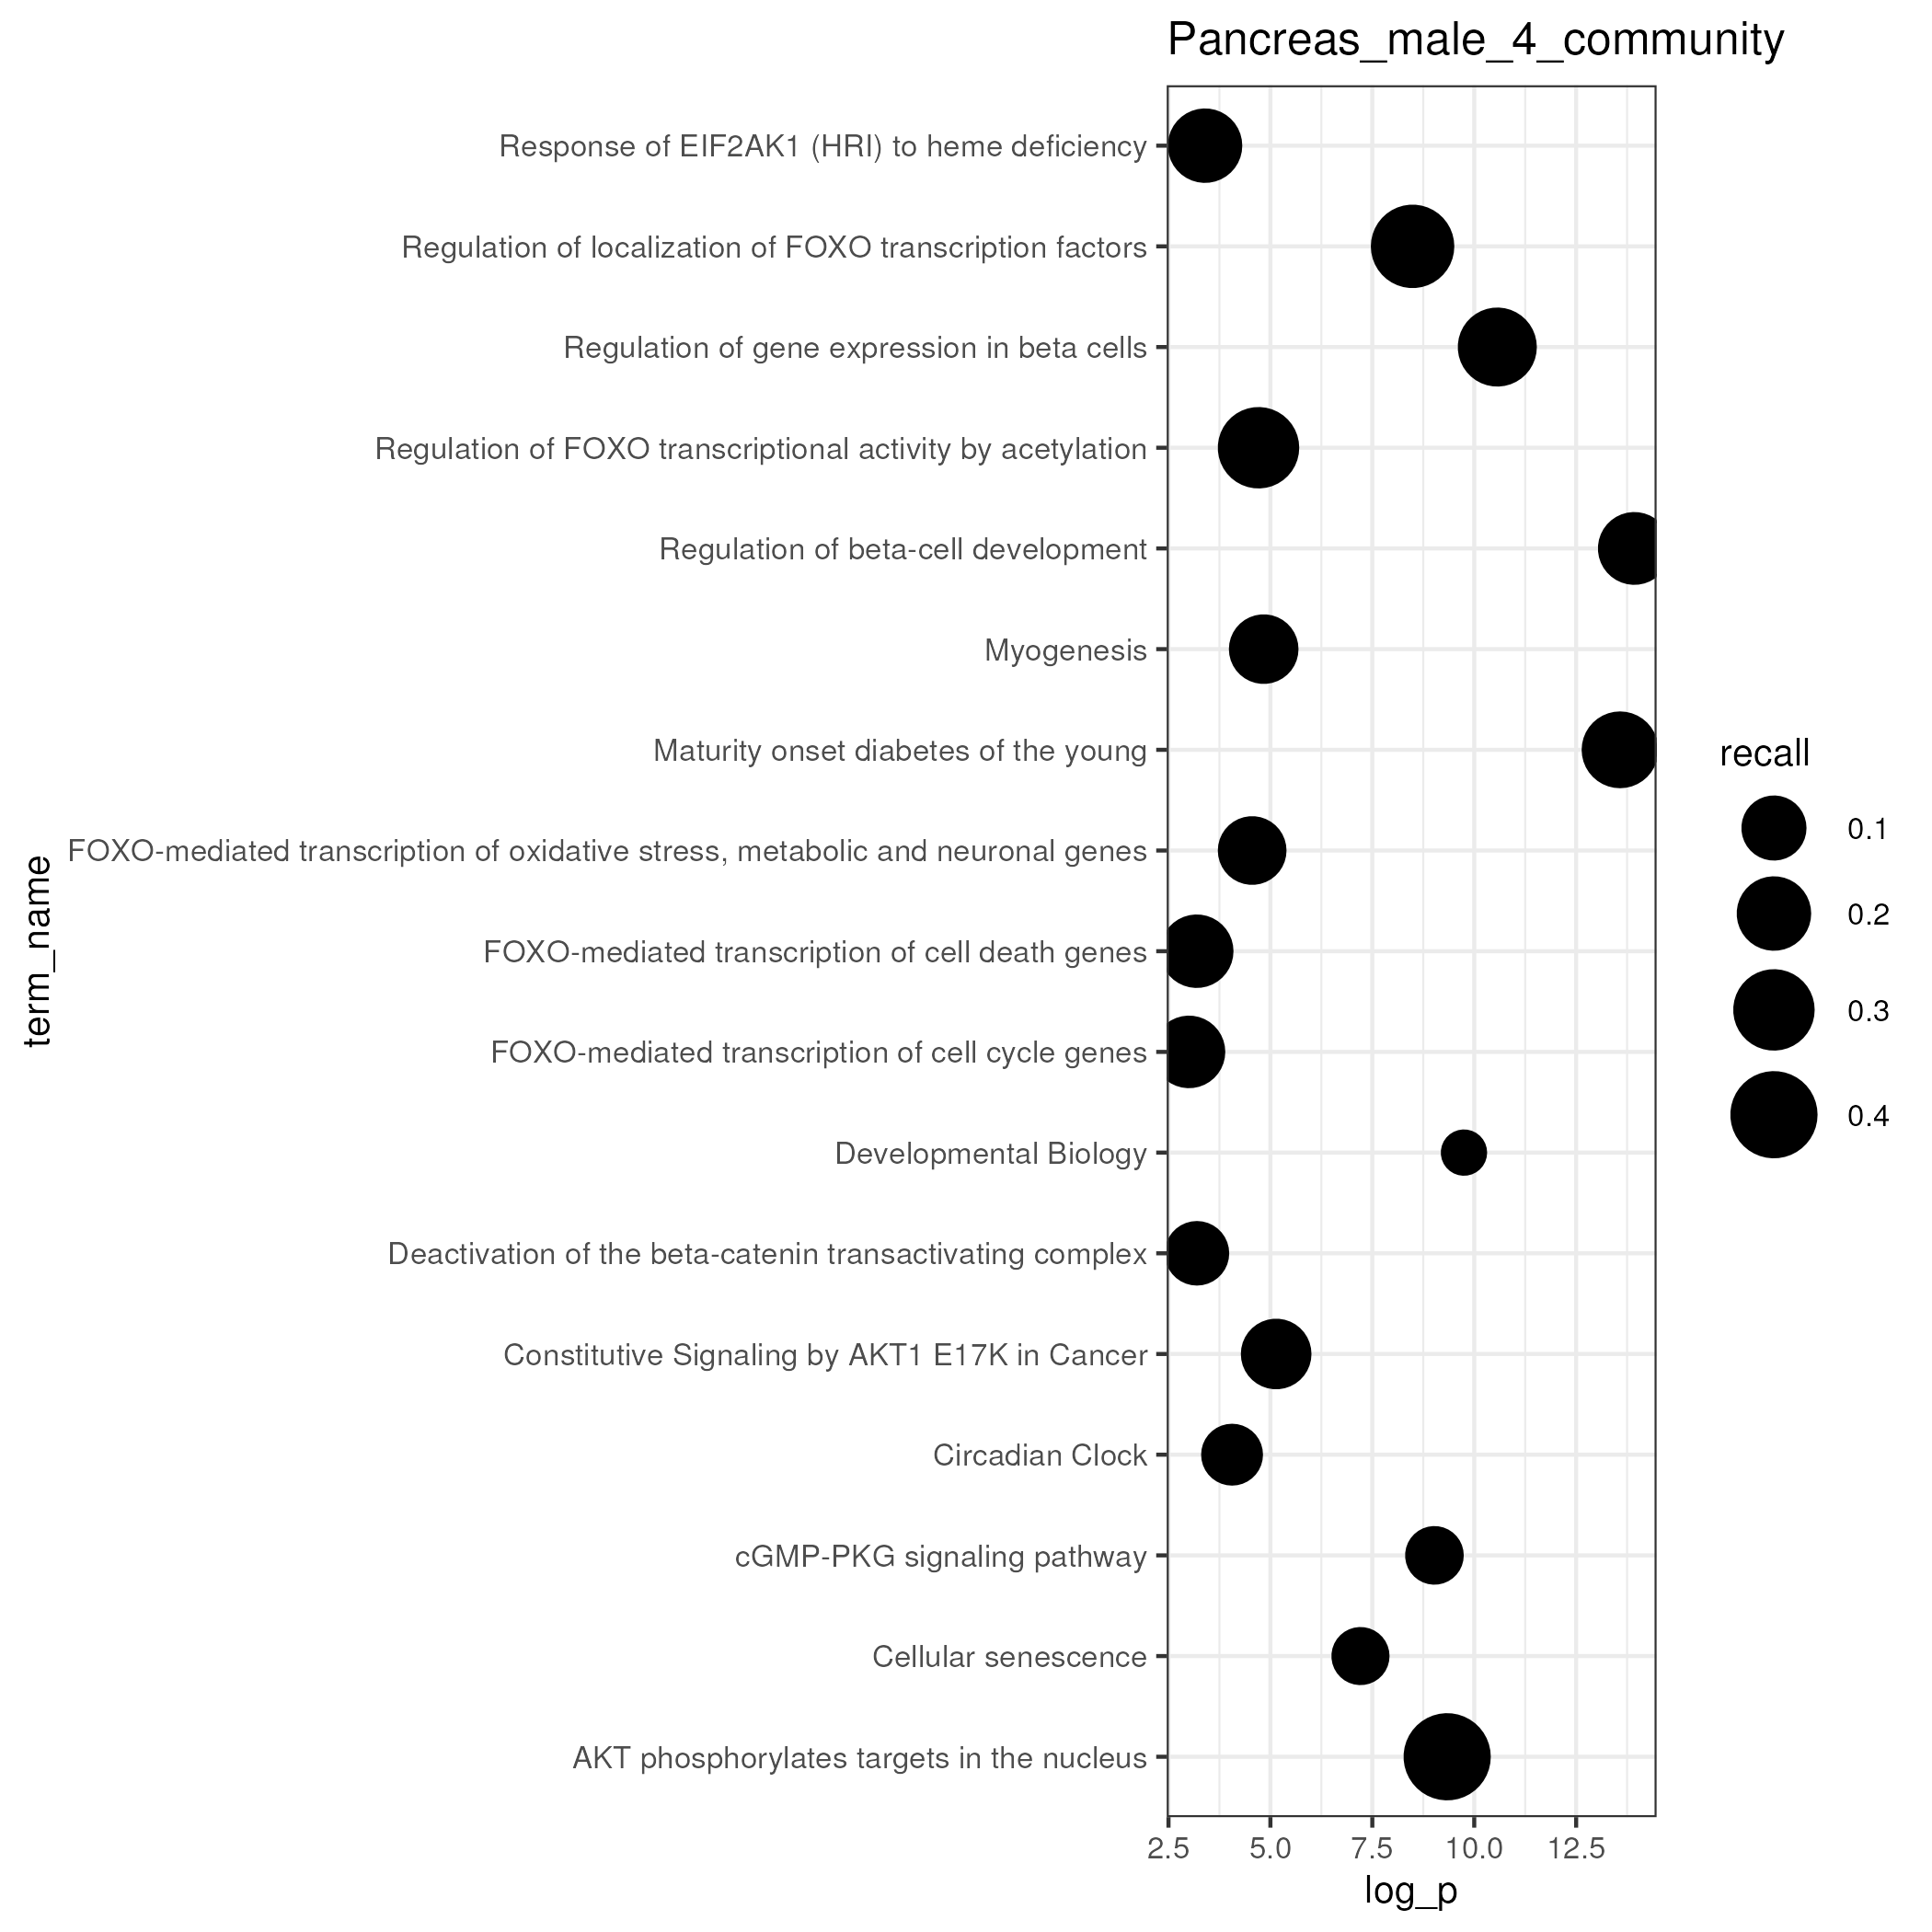 Pancreas_male_4_community
Response of EIF2AK1 (HRI) to heme deficiency
Regulation of localization of FOXO transcription factors
Regulation of gene expression in beta cells
Regulation of FOXO transcriptional activity by acetylation
Regulation of beta-cell development
Myogenesis
Maturity onset diabetes of the young
FOXO-mediated transcription of oxidative stress, metabolic and neuronal genes
FOXO-mediated transcription of cell death genes
FOXO-mediated transcription of cell cycle genes
Developmental Biology
Deactivation of the beta-catenin transactivating complex
Constitutive Signaling by AKT1 E17K in Cancer
Circadian Clock
cGMP-PKG signaling pathway
Cellular senescence
AKT phosphorylates targets in the nucleus
term_name
2.5 5.0 7.5 10.0 12.5
log_p
recall
0.1
0.2
0.3
0.4